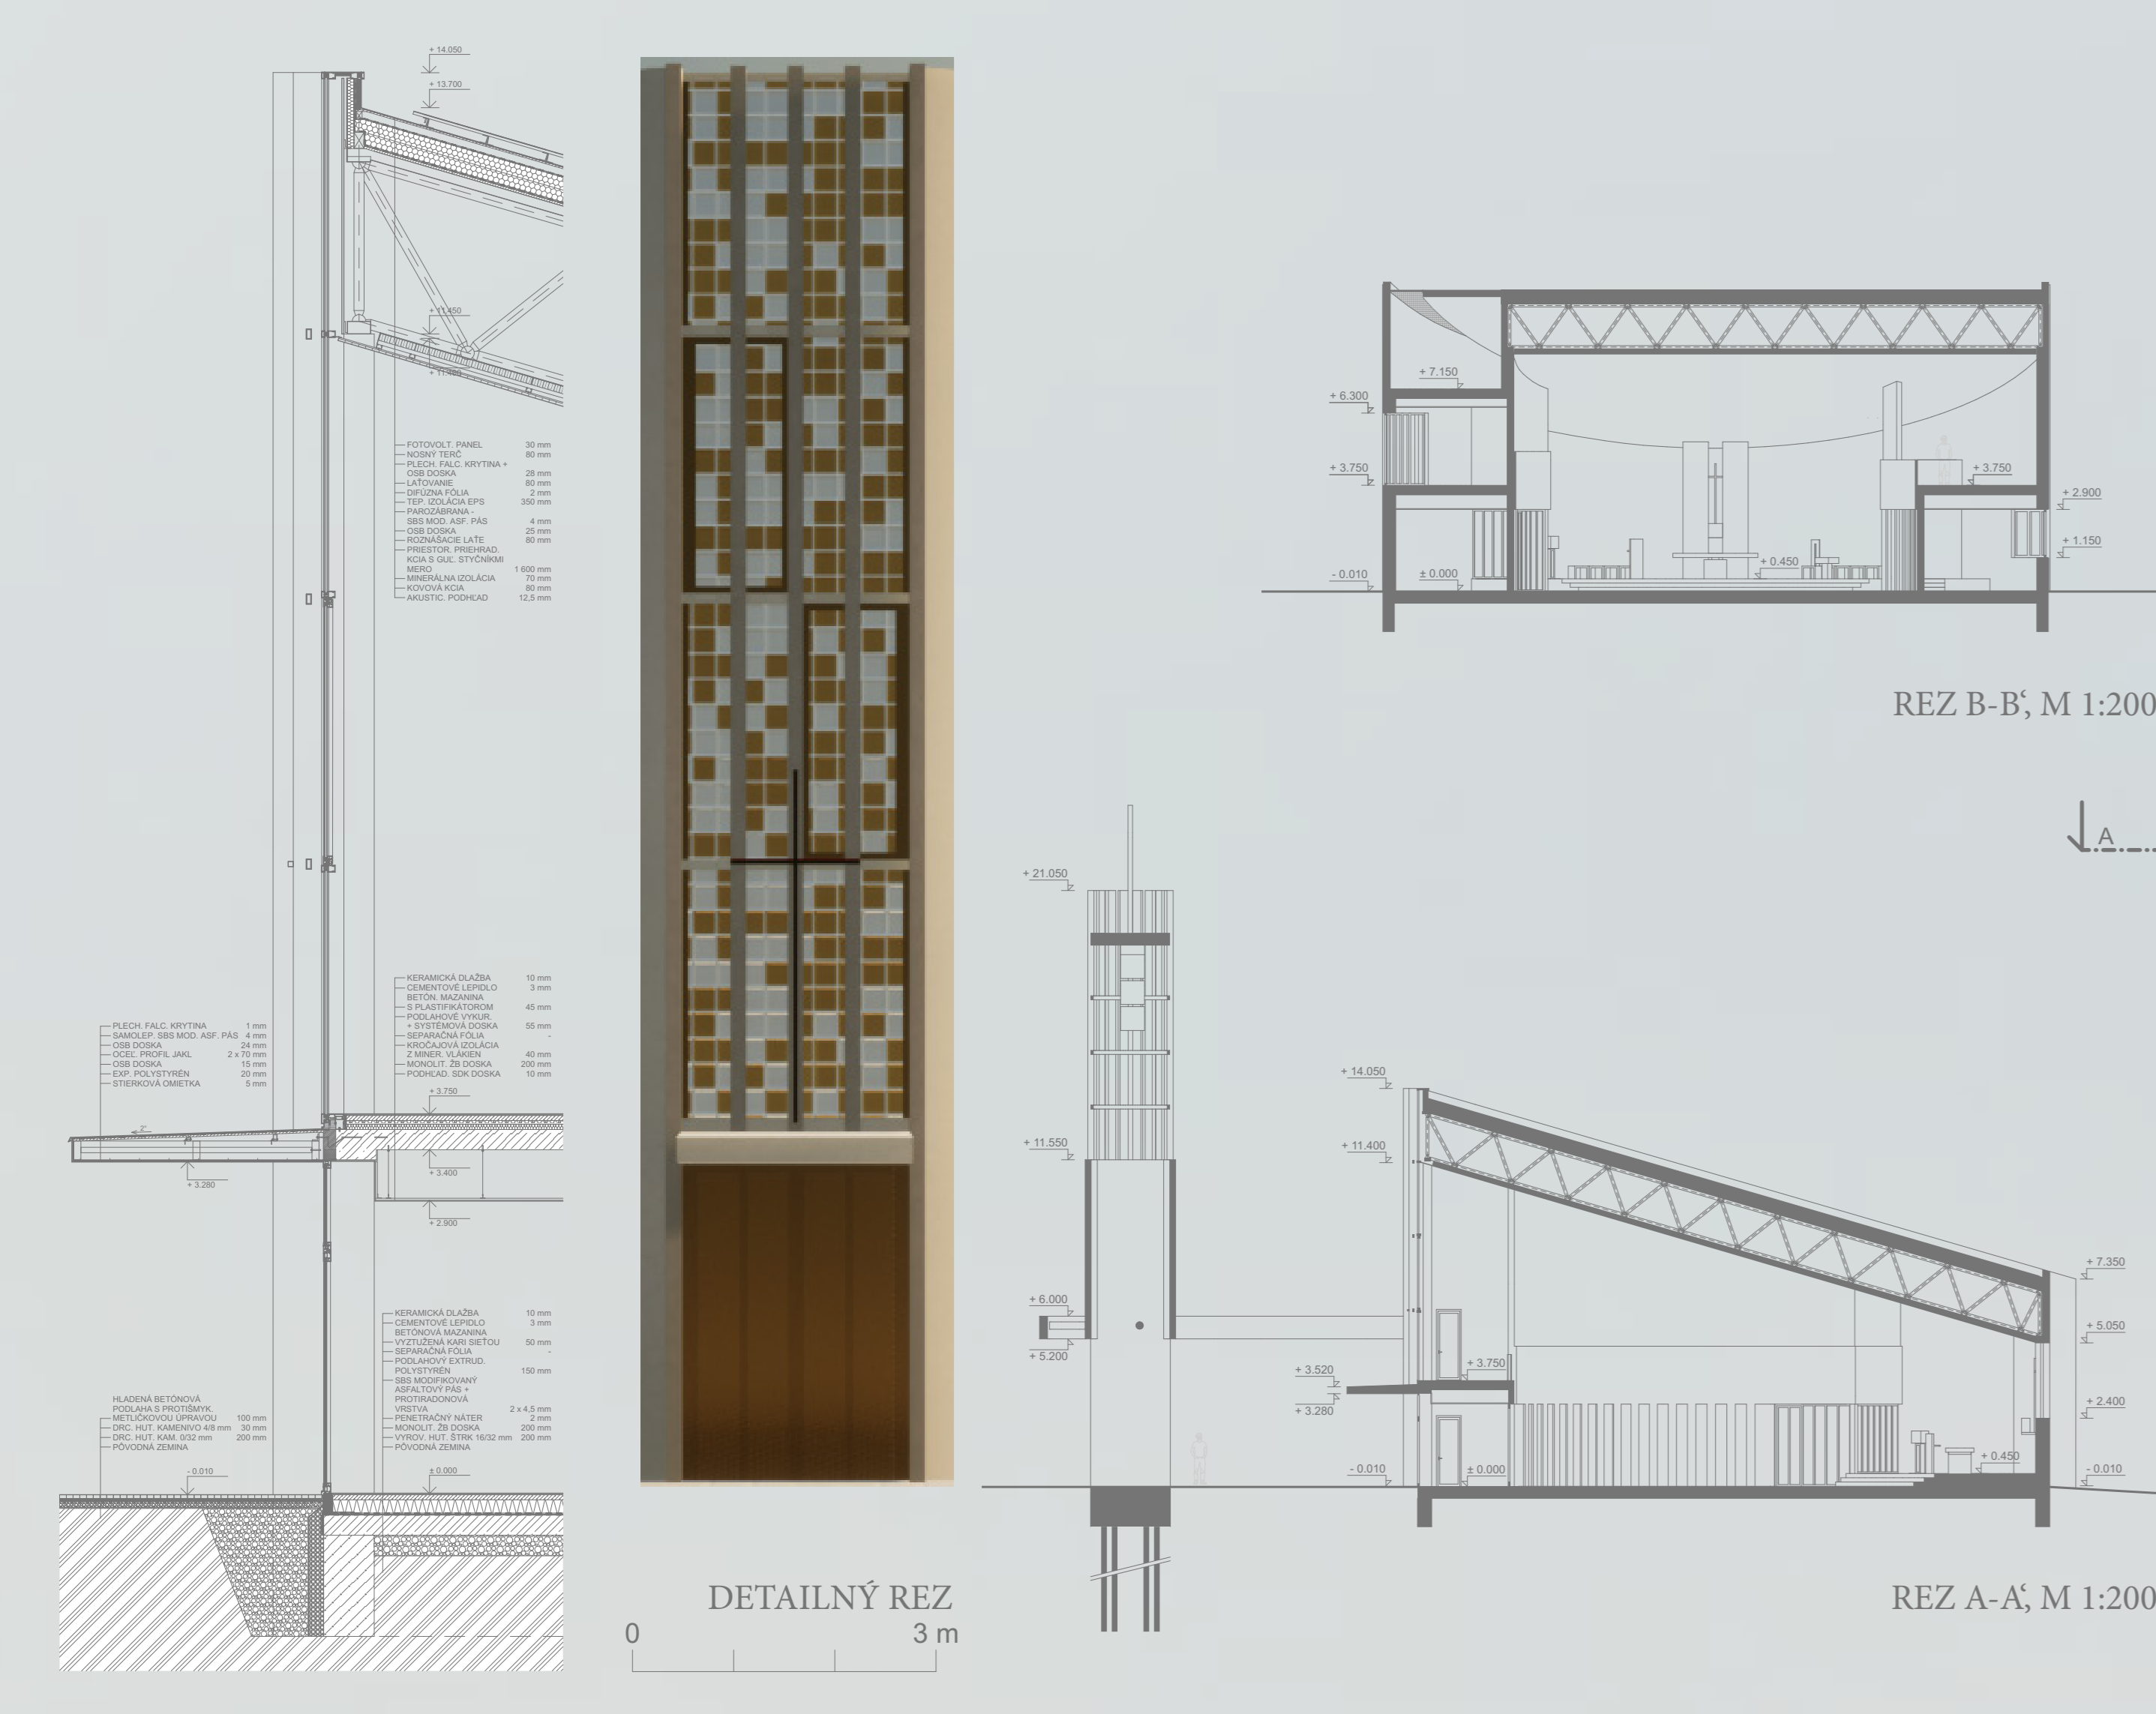 + 14.050
+ 13.700
+ 11.450
+ 11.400
FOTOVOLT. PANEL 30 mm
NOSNÝ TERČ 80 mm
PLECH. FALC. KRYTINA +
OSB DOSKA 28 mm
LAŤOVANIE 80 mm
DIFÚZNA FÓLIA 2 mm
TEP. IZOLÁCIA EPS 350 mm
PAROZÁBRANA -
SBS MOD. ASF. PÁS 4 mm
OSB DOSKA 25 mm
ROZNÁŠACIE LAŤE 80 mm
PRIESTOR. PRIEHRAD.
KCIA S GUĽ. STYČNÍKMI
MERO 1 600 mm
MINERÁLNA IZOLÁCIA 70 mm
KOVOVÁ KCIA 80 mm
AKUSTIC. PODHĽAD 12,5 mm
KERAMICKÁ DLAŽBA 10 mm
CEMENTOVÉ LEPIDLO 3 mm
BETÓN. MAZANINA
S PLASTIFIKÁTOROM 45 mm
PODLAHOVÉ VYKUR.
+ SYSTÉMOVÁ DOSKA 55 mm
SEPARAČNÁ FÓLIA -
KROČAJOVÁ IZOLÁCIA
Z MINER. VLÁKIEN 40 mm
MONOLIT. ŽB DOSKA 200 mm
PODHĽAD. SDK DOSKA 10 mm
PLECH. FALC. KRYTINA 1 mm
SAMOLEP. SBS MOD. ASF. PÁS 4 mm
OSB DOSKA 24 mm
OCEĽ. PROFIL JAKL 2 x 70 mm
OSB DOSKA 15 mm
EXP. POLYSTYRÉN 20 mm
STIERKOVÁ OMIETKA 5 mm
+ 3.750
2°
+ 3.280
+ 3.400
+ 2.900
KERAMICKÁ DLAŽBA 10 mm
CEMENTOVÉ LEPIDLO 3 mm
BETÓNOVÁ MAZANINA
VYZTUŽENÁ KARI SIEŤOU 50 mm
SEPARAČNÁ FÓLIA -
PODLAHOVÝ EXTRUD.
POLYSTYRÉN 150 mm
SBS MODIFIKOVANÝ
ASFALTOVÝ PÁS +
PROTIRADONOVÁ
VRSTVA 2 x 4,5 mm
PENETRAČNÝ NÁTER 2 mm
MONOLIT. ŽB DOSKA 200 mm
VYROV. HUT. ŠTRK 16/32 mm 200 mm
PÔVODNÁ ZEMINA
HLADENÁ BETÓNOVÁ
PODLAHA S PROTIŠMYK.
METLIČKOVOU ÚPRAVOU 100 mm
DRC. HUT. KAMENIVO 4/8 mm 30 mm
DRC. HUT. KAM. 0/32 mm 200 mm
PÔVODNÁ ZEMINA
- 0.010
± 0.000
DETAILNÝ REZ
0 3 m
+ 7.150
+ 6.300
+ 3.750
- 0.010
± 0.000
+ 0.450
+ 3.750
+ 2.900
+ 1.150
REZ B-B‘, M 1:200
A
+ 21.050
+ 11.550
+ 6.000
+ 5.200
+ 14.050
+ 11.400
+ 3.520
+ 3.280
+ 3.750
- 0.010
± 0.000
+ 0.450
+ 7.350
+ 5.050
+ 2.400
- 0.010
REZ A-A‘, M 1:200